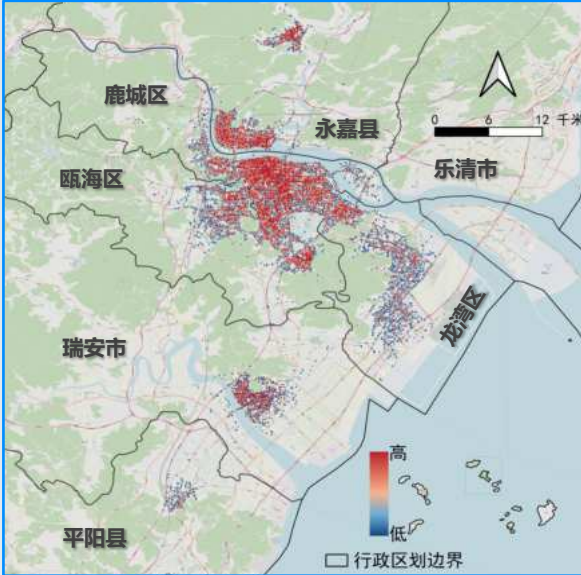 鹿城区
永嘉县
0 6 12 千米
乐清市
瓯海区
龙湾区
瑞安市
高
低
平阳县
行政区划边界